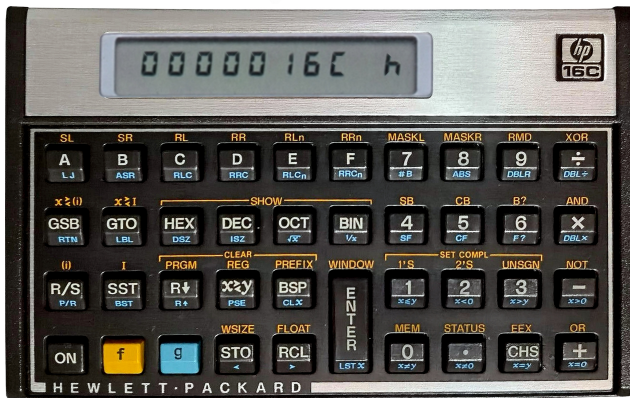 0000016C h
hp
16C
SL SR RL RR RLn RRn MASKL MASKR RMD XOR
A B C D E F 7 8 9 ÷
LJ ASR RLC RRC RLCn RRCn #B ABS DBLR DBL÷
x≷(i) x≷I SHOW SB CB B? AND
GSB GTO HEX DEC OCT BIN 4 5 6 ×
RTN LBL DSZ ISZ √x 1/x SF CF F? DBL×
CLEAR SET COMPL
(i) I PRGM REG PREFIX WINDOW 1'S 2'S UNSGN NOT
R/S SST R↓ x≷y BSP ENTER 1 2 3 −
P/R BST R↑ PSE CLX x≤y x<0 x>y x>0
WSIZE FLOAT MEM STATUS EEX OR
ON f g STO RCL 0 . CHS +
< > LSTX x≠y x≠0 x=y x=0
HEWLETT·PACKARD